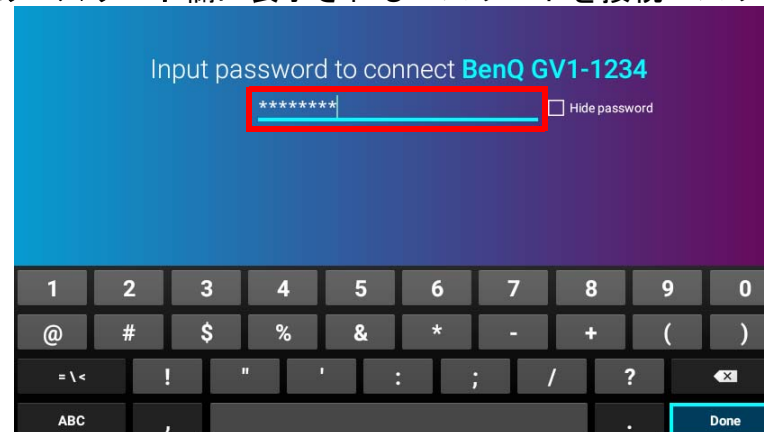 Input password to connect BenQ GV1-1234
******** Hide password
1 2 3 4 5 6 7 8 9 0
@ # $ % & * - + ( )
= \ < ! " ' : ; / ?
ABC , . Done